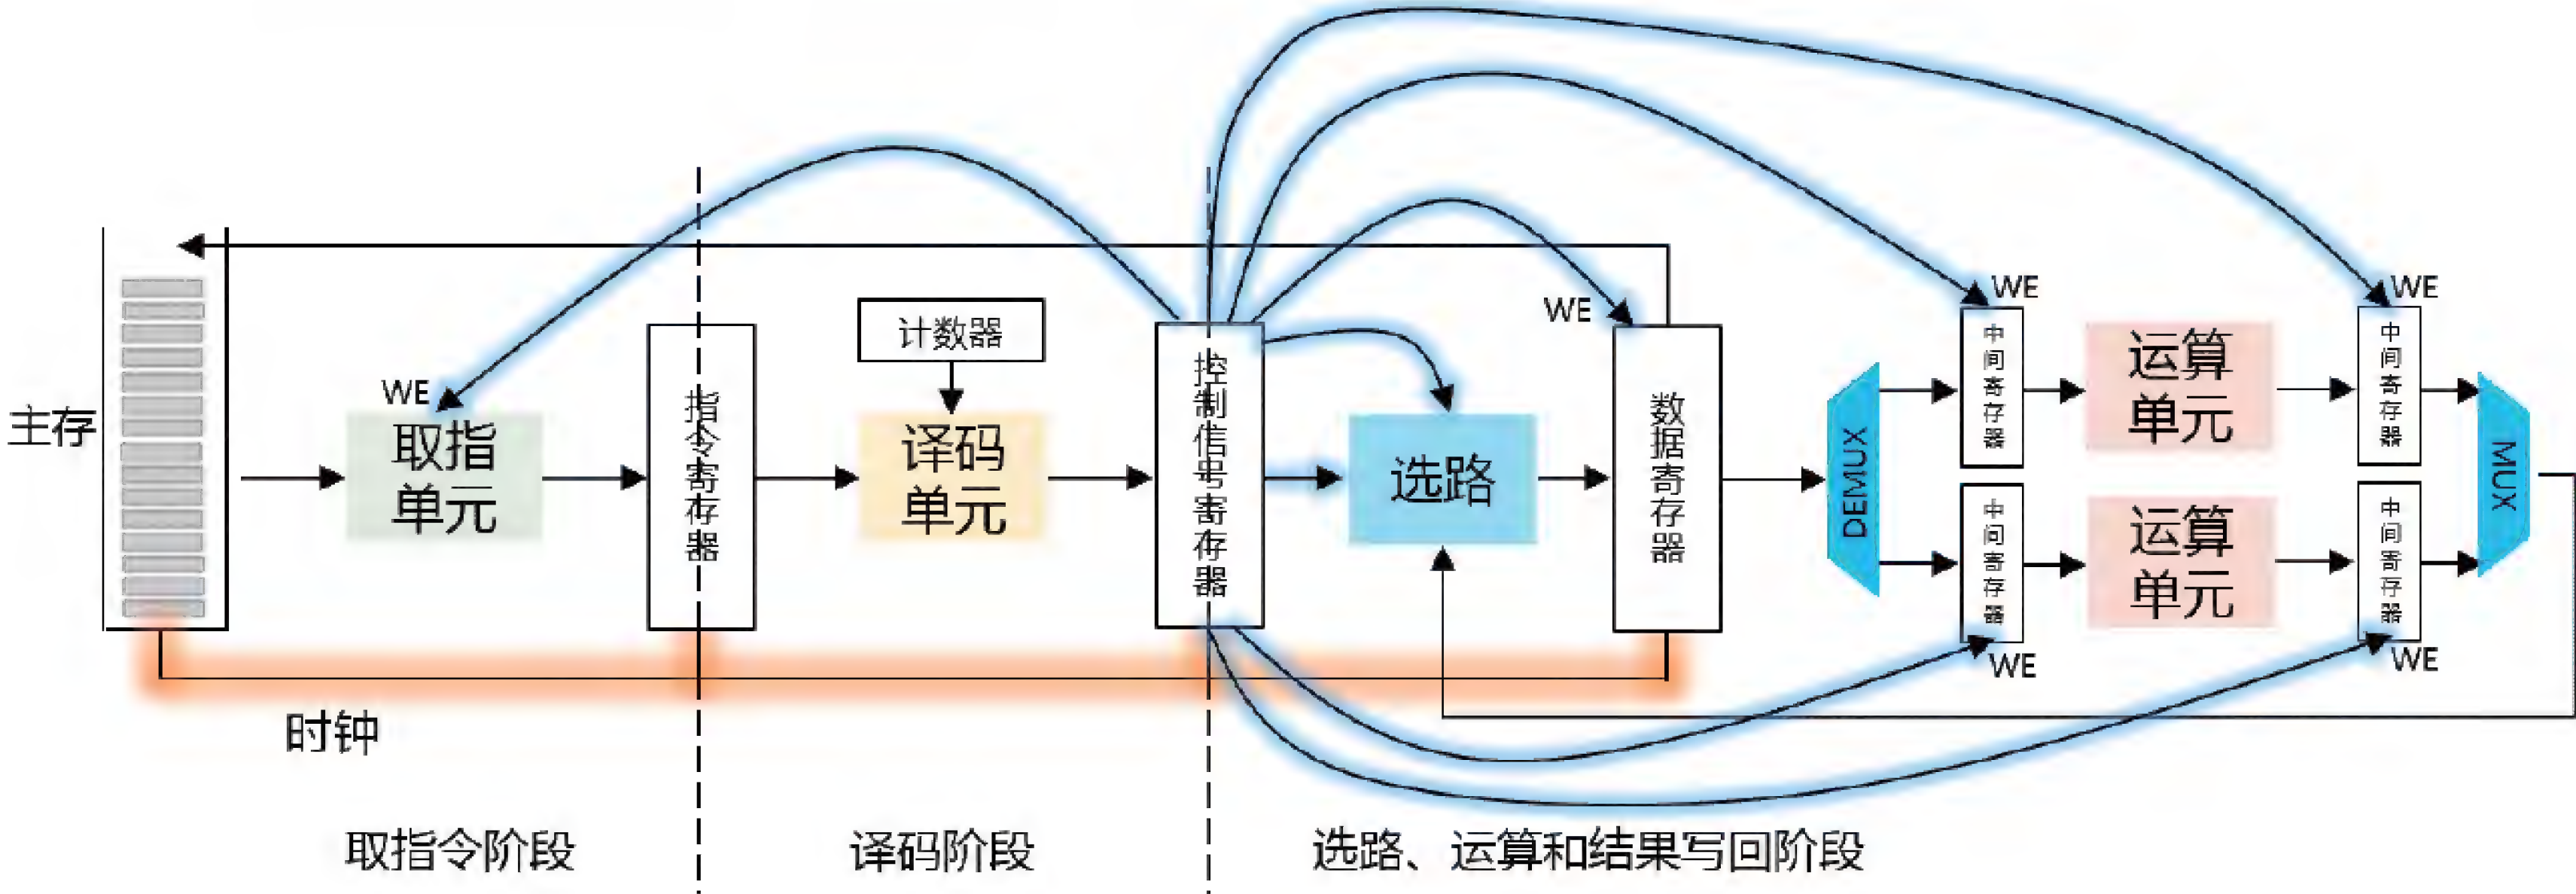 主存
WE
取指
单元
指令寄存器
计数器
译码
单元
控制信号寄存器
选路
WE
数据寄存器
DEMUX
WE
中间寄存器
中间寄存器
WE
运算
单元
运算
单元
WE
中间寄存器
中间寄存器
WE
MUX
时钟
取指令阶段
译码阶段
选路、运算和结果写回阶段